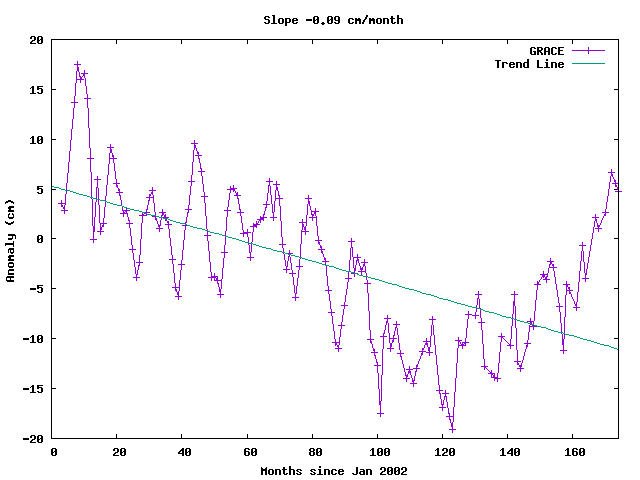 Slope -0.09 cm/month
GRACE
Trend Line
20
15
10
5
0
-5
-10
-15
-20
Anomaly (cm)
0 20 40 60 80 100 120 140 160
Months since Jan 2002